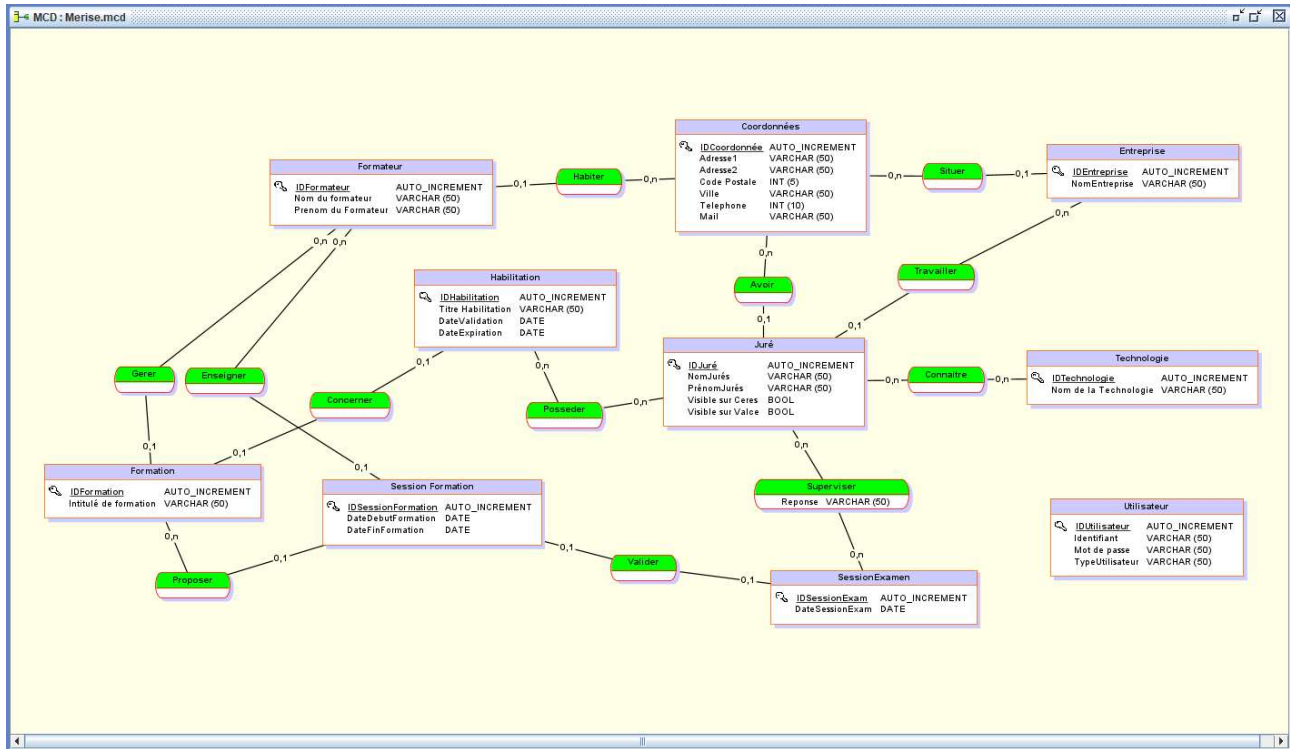 MCD : Merise.mcd
Coordonnées
IDCoordonnée AUTO_INCREMENT
Adresse1 VARCHAR (50)
Adresse2 VARCHAR (50)
Code Postale INT (5)
Ville VARCHAR (50)
Telephone INT (10)
Mail VARCHAR (50)
Formateur
IDFormateur AUTO_INCREMENT
Nom du formateur VARCHAR (50)
Prenom du Formateur VARCHAR (50)
0,1
Habiter
0,n
0,n
Situer
0,1
Entreprise
IDEntreprise AUTO_INCREMENT
NomEntreprise VARCHAR (50)
0,n
0,n
0,n
0,n
Habilitation
IDHabilitation AUTO_INCREMENT
Titre Habilitation VARCHAR (50)
DateValidation DATE
DateExpiration DATE
Avoir
Travailler
0,1
0,1
Juré
IDJuré AUTO_INCREMENT
NomJurés VARCHAR (50)
PrénomJurés VARCHAR (50)
Visible sur Ceres BOOL
Visible sur Valce BOOL
0,n
Connaitre
0,n
Technologie
IDTechnologie AUTO_INCREMENT
Nom de la Technologie VARCHAR (50)
Gerer
Enseigner
0,1
Concerner
0,n
Posseder
0,n
0,1
0,1
0,1
0,n
Formation
IDFormation AUTO_INCREMENT
Intitulé de formation VARCHAR (50)
Session Formation
IDSessionFormation AUTO_INCREMENT
DateDebutFormation DATE
DateFinFormation DATE
Superviser
Reponse VARCHAR (50)
Utilisateur
IDUtilisateur AUTO_INCREMENT
Identifiant VARCHAR (50)
Mot de passe VARCHAR (50)
TypeUtilisateur VARCHAR (50)
0,n
0,1
Proposer
0,1
Valider
0,1
0,n
SessionExamen
IDSessionExam AUTO_INCREMENT
DateSessionExam DATE